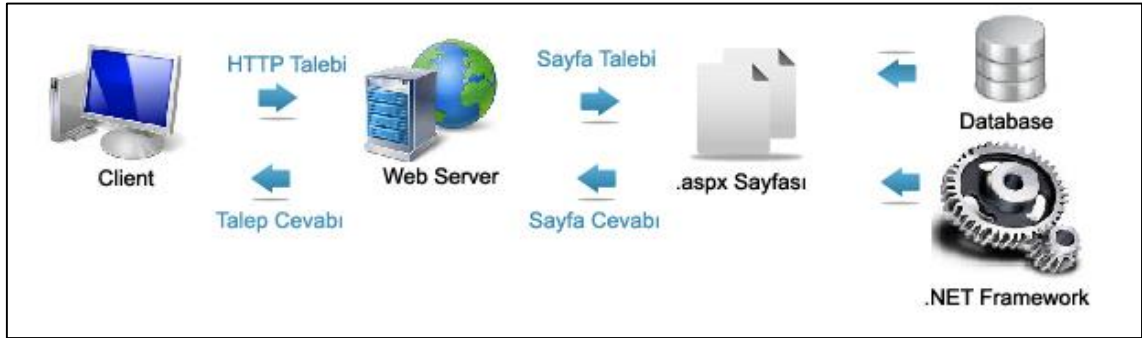 HTTP Talebi
Sayfa Talebi
Database
Client
Web Server
.aspx Sayfası
Talep Cevabı
Sayfa Cevabı
.NET Framework